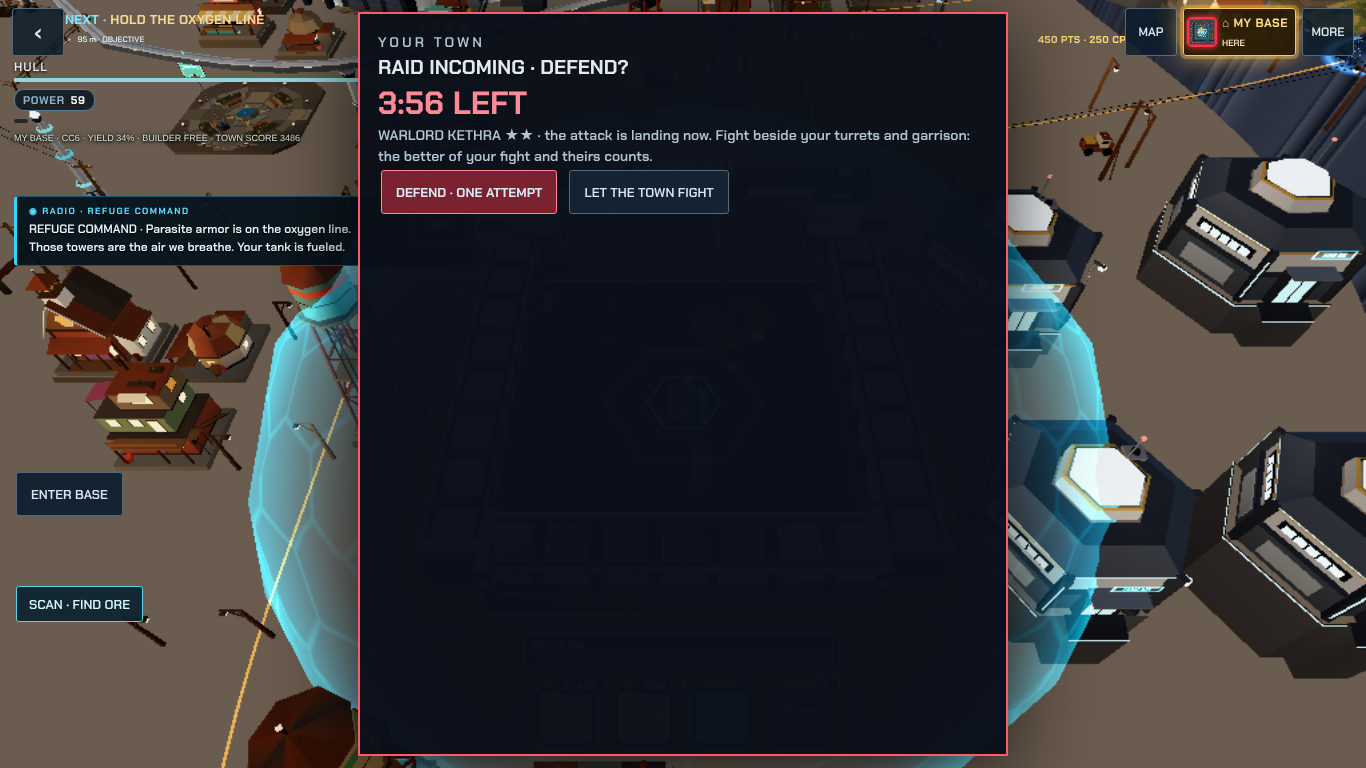 ‹
NEXT · HOLD THE OXYGEN LINE
95 m · OBJECTIVE
HULL
POWER 59
MY BASE · CC6 · YIELD 34% · BUILDER FREE · TOWN SCORE 3486
◉ RADIO · REFUGE COMMAND
REFUGE COMMAND · Parasite armor is on the oxygen line.
Those towers are the air we breathe. Your tank is fueled.
ENTER BASE
SCAN · FIND ORE
YOUR TOWN
RAID INCOMING · DEFEND?
3:56 LEFT
WARLORD KETHRA ★★ · the attack is landing now. Fight beside your turrets and garrison:
the better of your fight and theirs counts.
DEFEND · ONE ATTEMPT
LET THE TOWN FIGHT
450 PTS · 250 CP
MAP
⌂ MY BASE
HERE
MORE